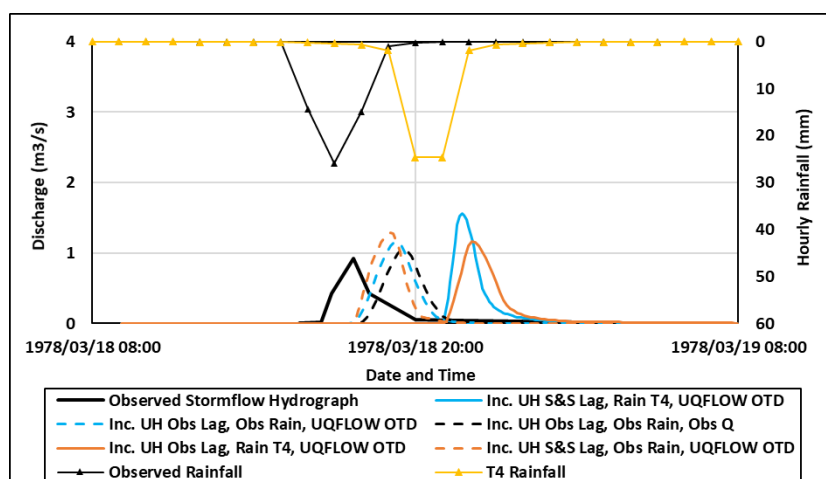 4
3
2
1
0
Discharge (m3/s)
0
10
20
30
40
50
60
Hourly Rainfall (mm)
1978/03/18 08:00
1978/03/18 20:00
1978/03/19 08:00
Date and Time
Observed Stormflow Hydrograph
Inc. UH S&S Lag, Rain T4, UQFLOW OTD
Inc. UH Obs Lag, Obs Rain, UQFLOW OTD
Inc. UH Obs Lag, Obs Rain, Obs Q
Inc. UH Obs Lag, Rain T4, UQFLOW OTD
Inc. UH S&S Lag, Obs Rain, UQFLOW OTD
Observed Rainfall
T4 Rainfall